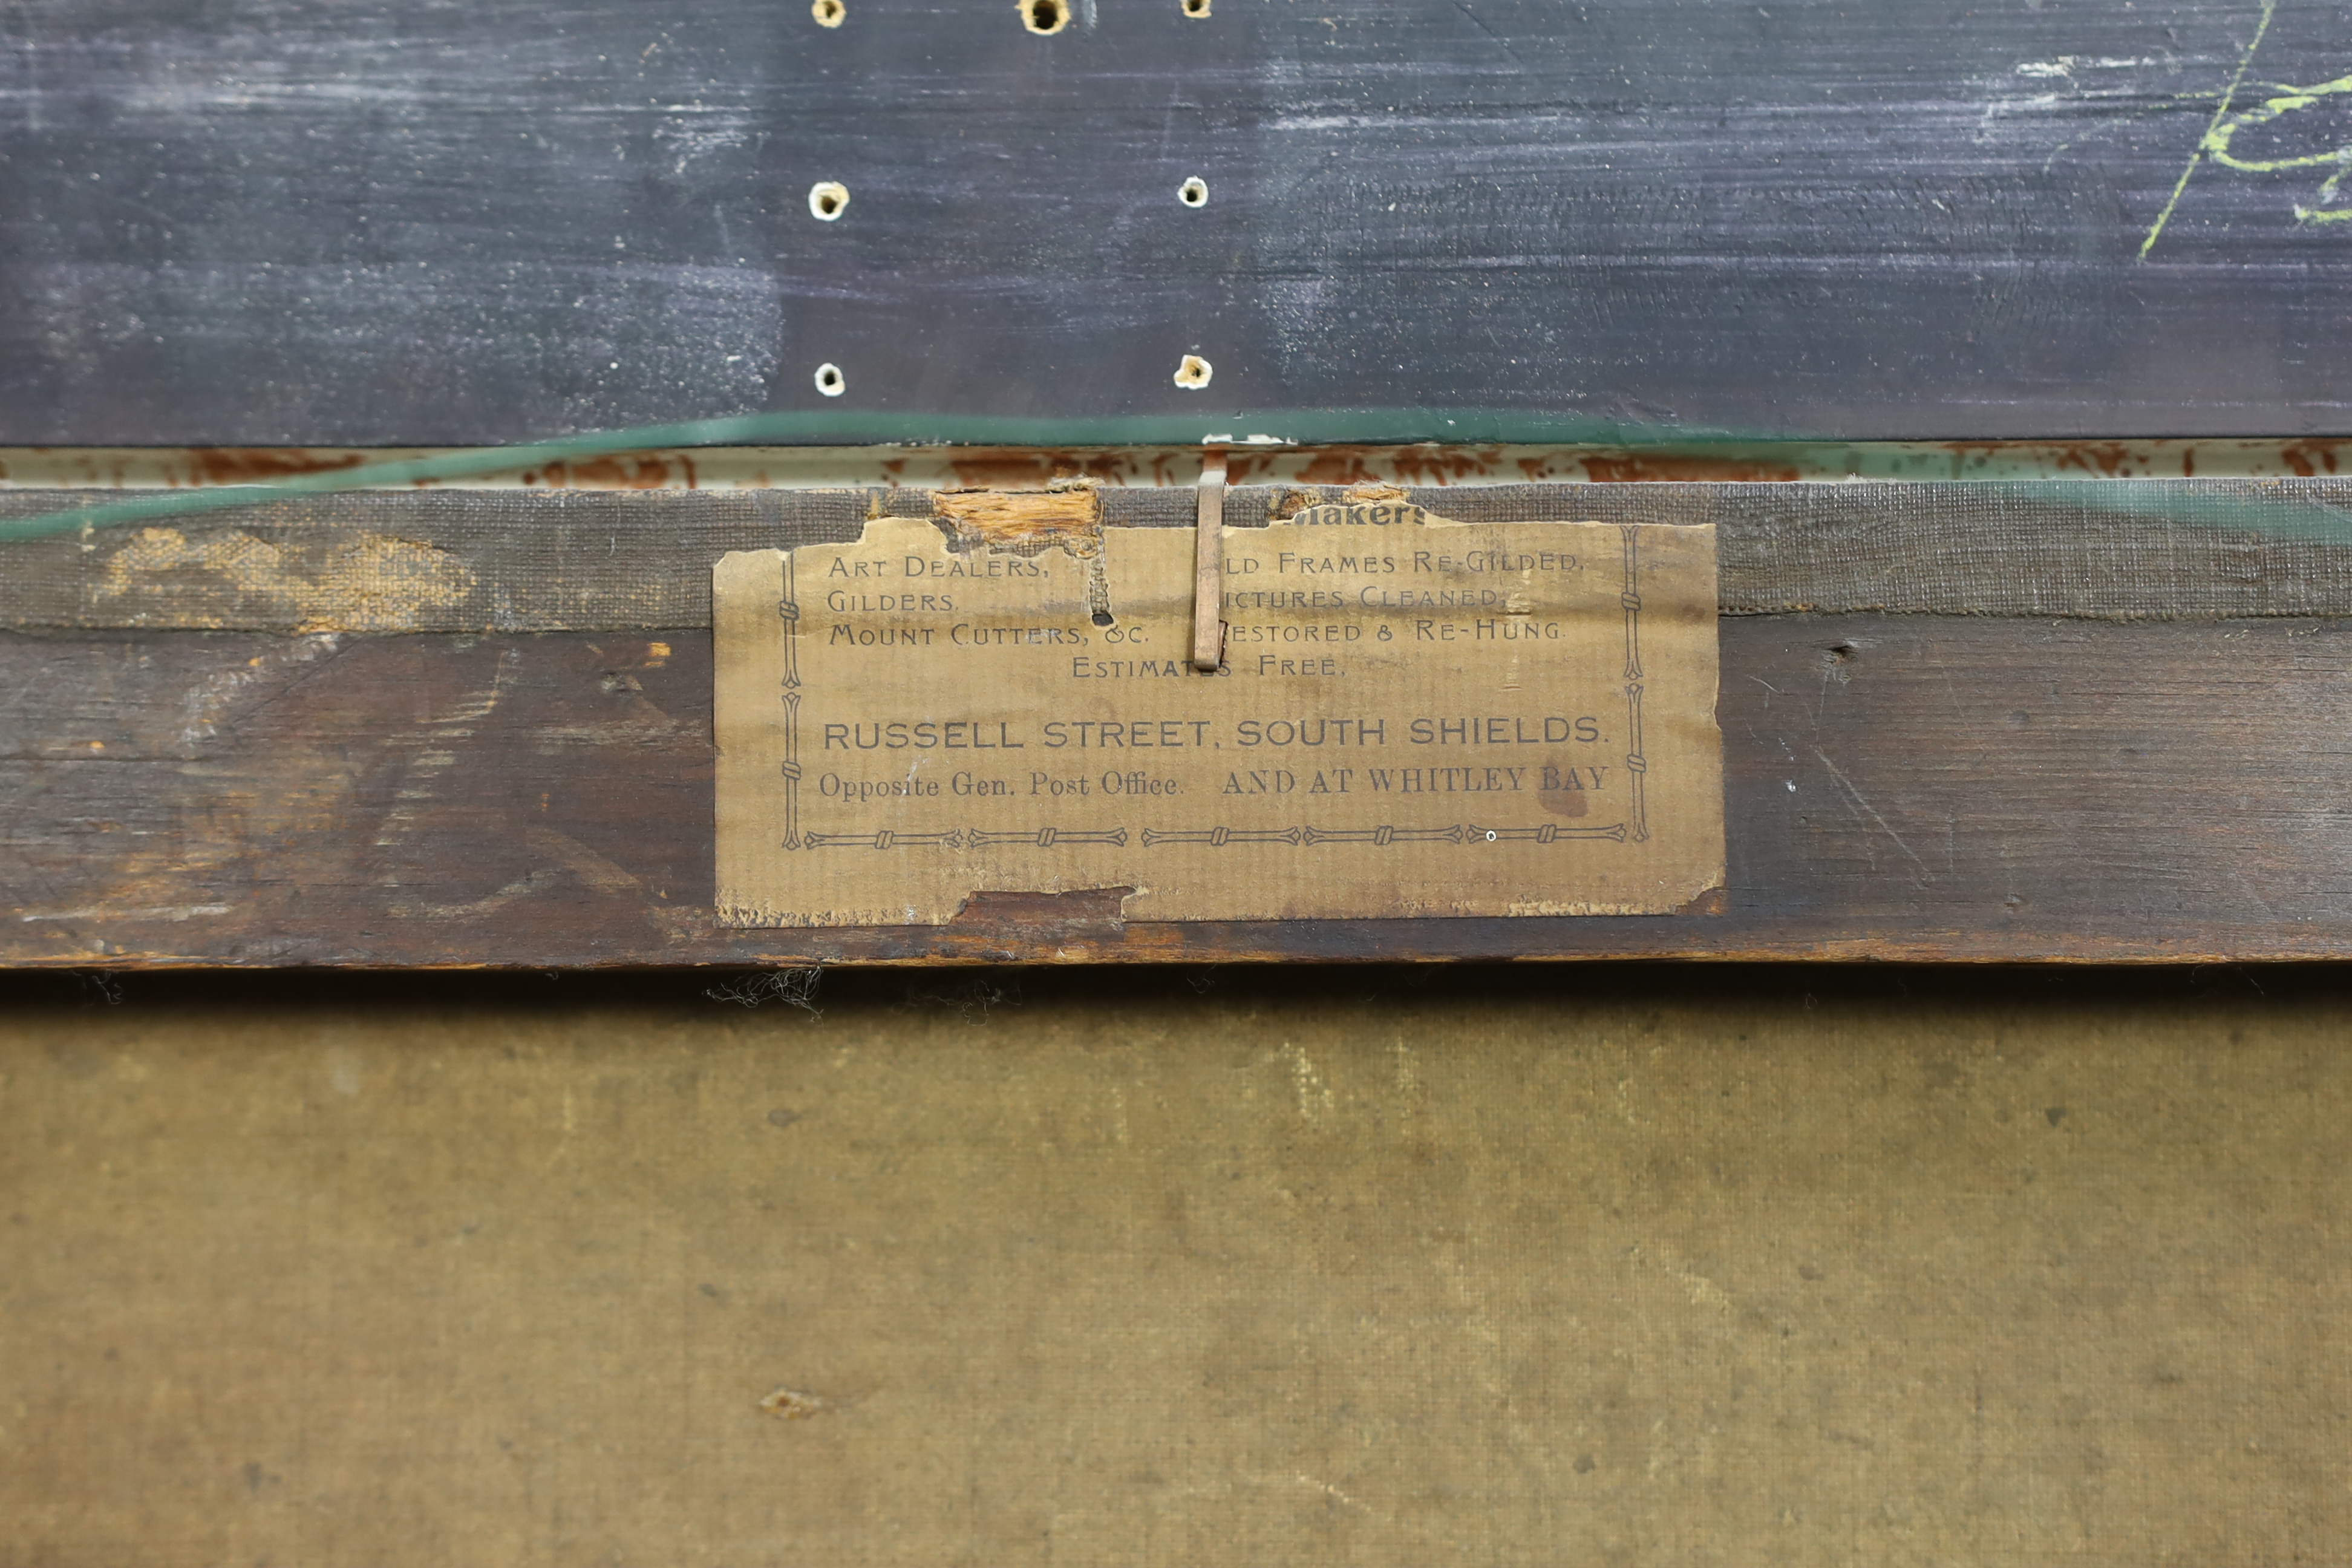 Makers
ART DEALERS, LD FRAMES RE-GILDED,
GILDERS, ICTURES CLEANED,
MOUNT CUTTERS, &C. ESTORED & RE-HUNG.
ESTIMATES FREE,
RUSSELL STREET, SOUTH SHIELDS.
Opposite Gen. Post Office. AND AT WHITLEY BAY